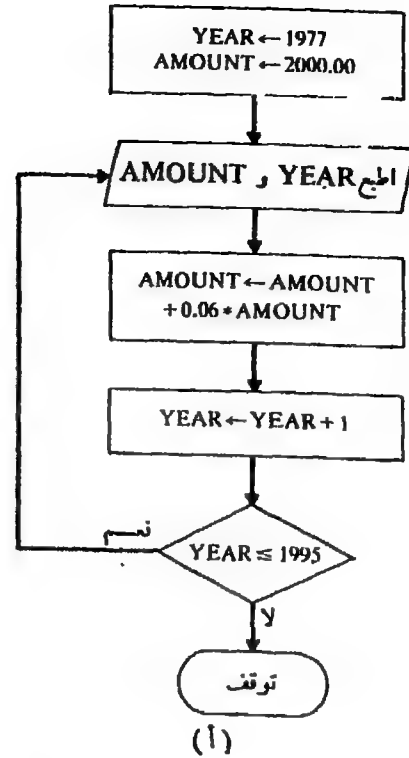 YEAR ← 1977
AMOUNT ← 2000.00
اطبع YEAR و AMOUNT
AMOUNT ← AMOUNT
+ 0.06 * AMOUNT
YEAR ← YEAR + 1
YEAR ≤ 1995
نعم
لا
توقف
(أ)